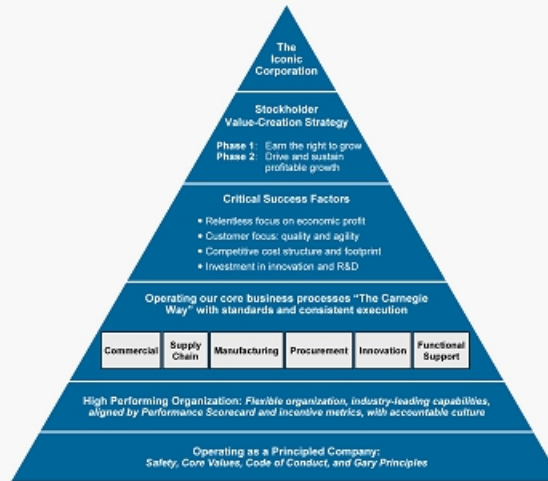 The
Iconic
Corporation
Stockholder
Value-Creation Strategy
Phase 1: Earn the right to grow
Phase 2: Drive and sustain
profitable growth
Critical Success Factors
• Relentless focus on economic profit
• Customer focus: quality and agility
• Competitive cost structure and footprint
• Investment in innovation and R&D
Operating our core business processes "The Carnegie
Way" with standards and consistent execution
Commercial
Supply
Chain
Manufacturing
Procurement
Innovation
Functional
Support
High Performing Organization: Flexible organization, industry-leading capabilities,
aligned by Performance Scorecard and incentive metrics, with accountable culture
Operating as a Principled Company:
Safety, Core Values, Code of Conduct, and Gary Principles